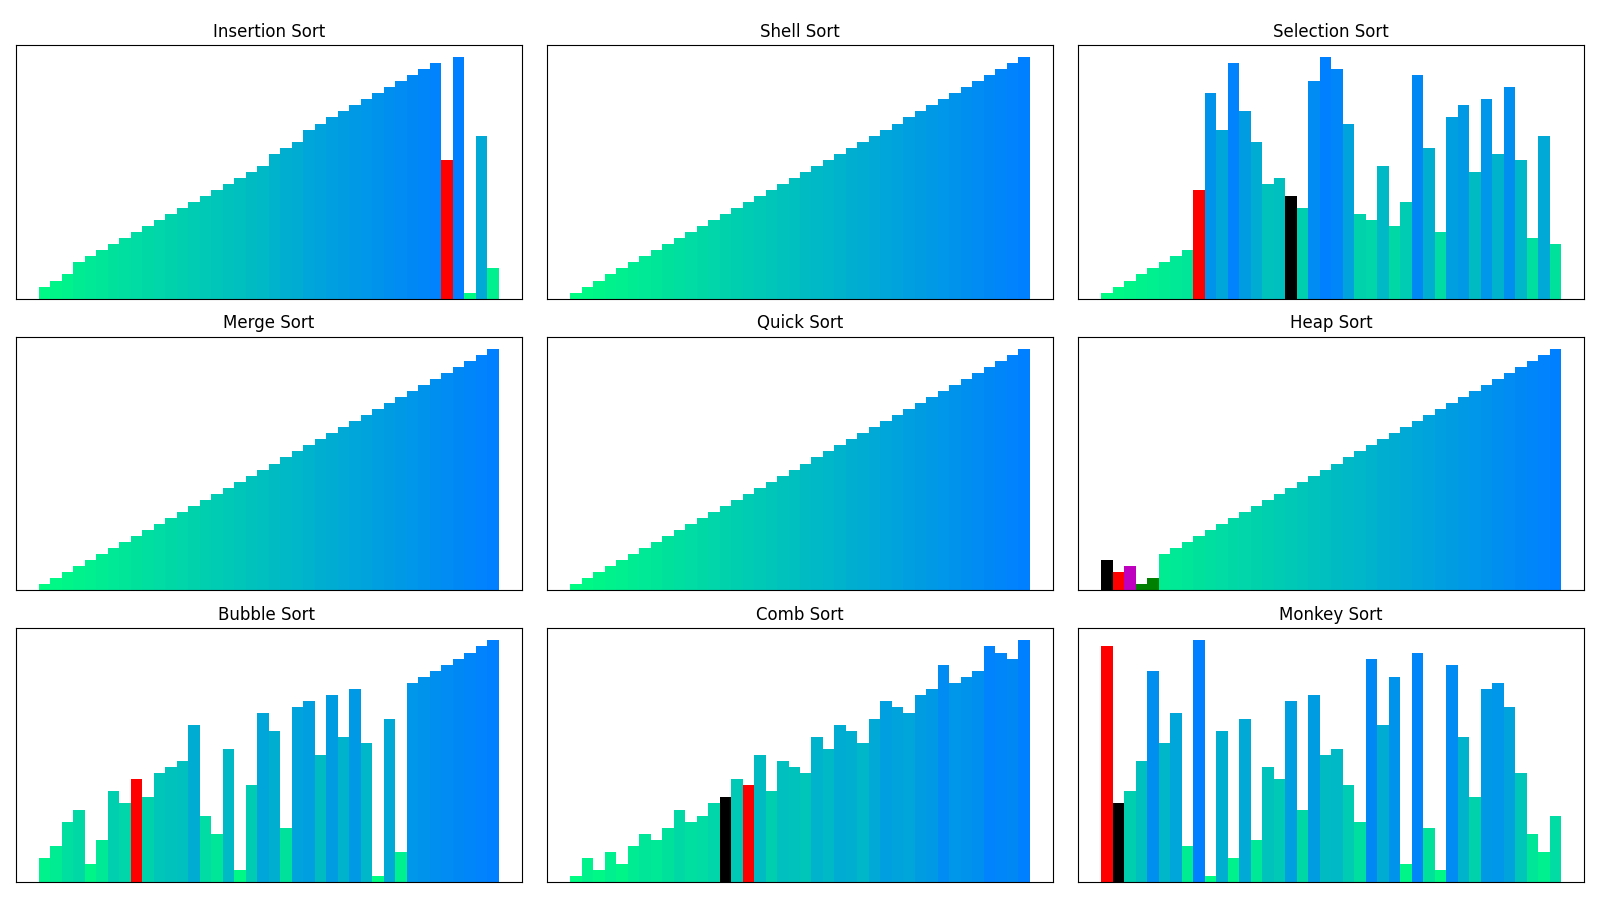 Insertion Sort
Shell Sort
Selection Sort
Merge Sort
Quick Sort
Heap Sort
Bubble Sort
Comb Sort
Monkey Sort